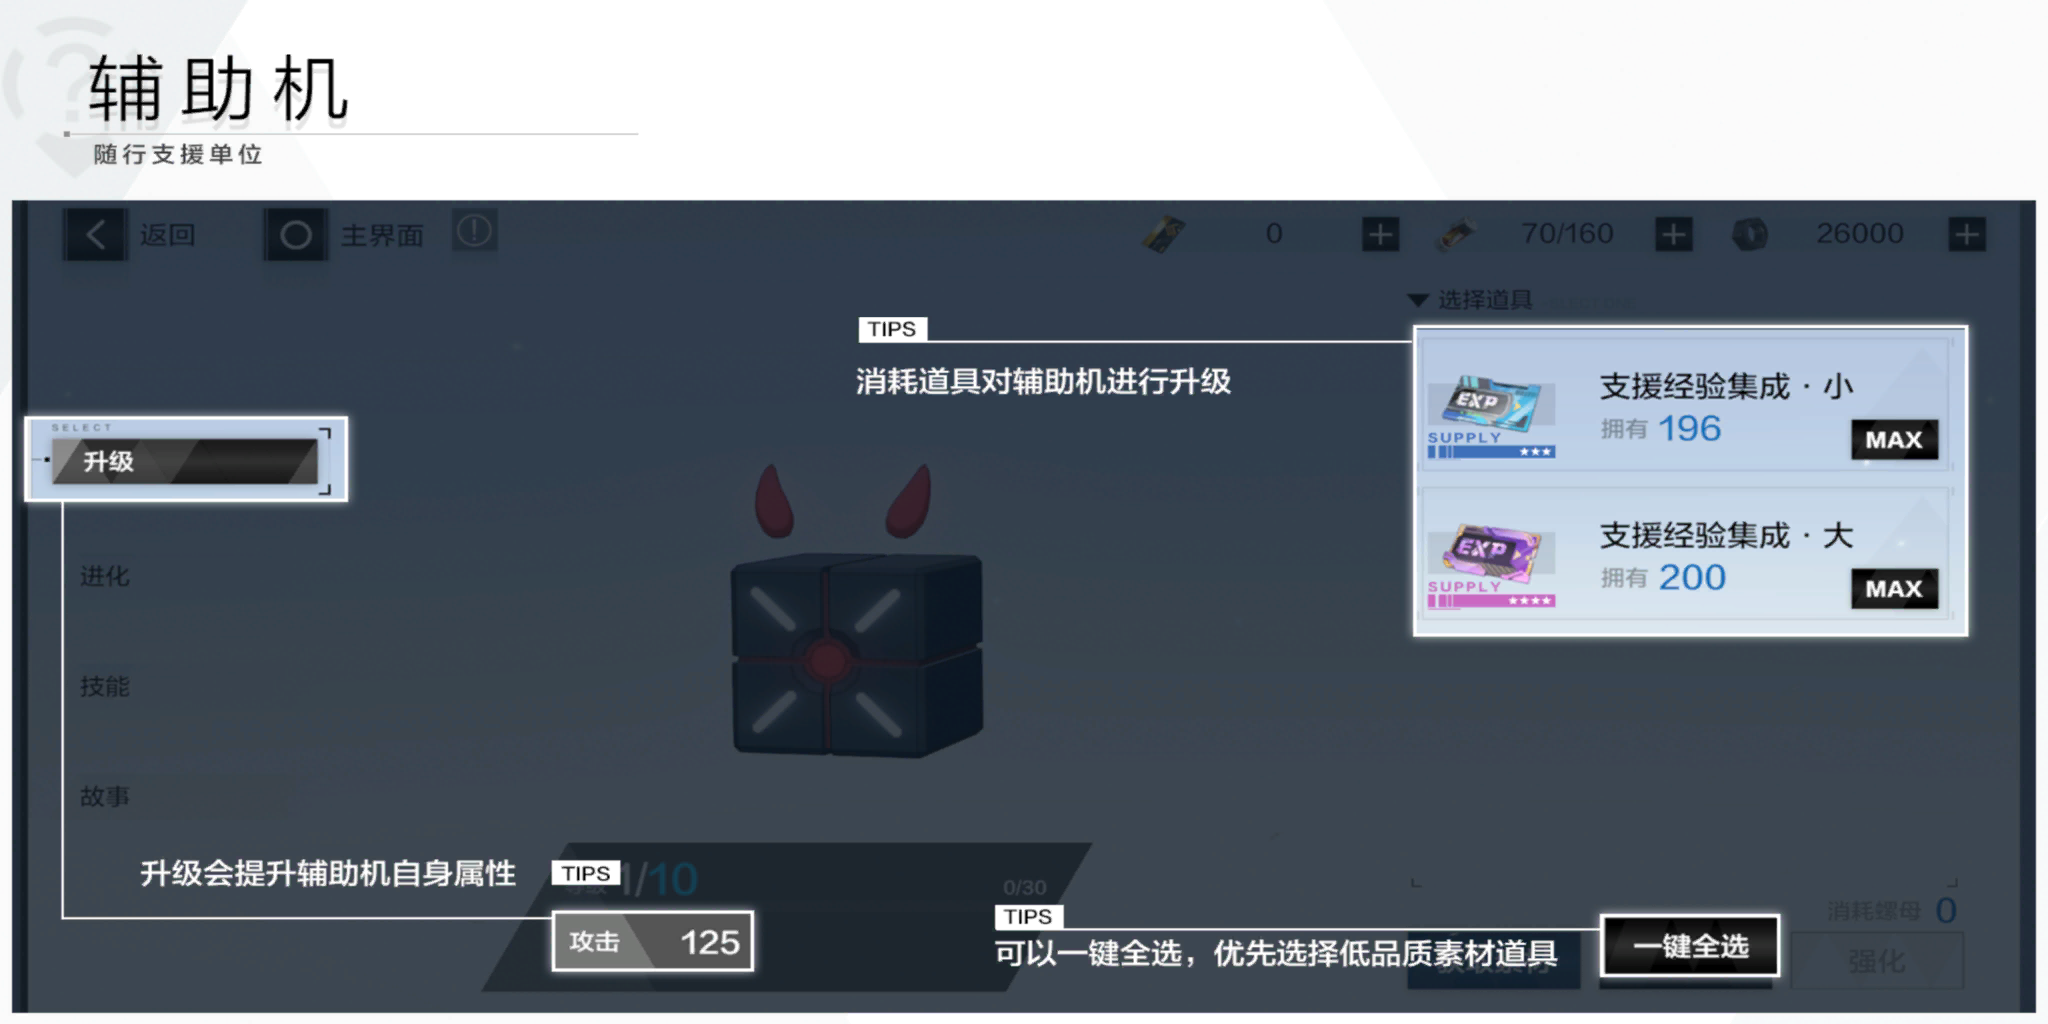 辅助机
随行支援单位
返回
主界面
0
70/160
26000
选择道具
TIPS
消耗道具对辅助机进行升级
EXP
SUPPLY
支援经验集成·小
拥有 196
MAX
SELECT
升级
EXP
SUPPLY
支援经验集成·大
拥有 200
MAX
进化
技能
故事
升级会提升辅助机自身属性
TIPS
1/10
0/30
攻击 125
TIPS
可以一键全选，优先选择低品质素材道具
一键全选
消耗螺母 0
强化